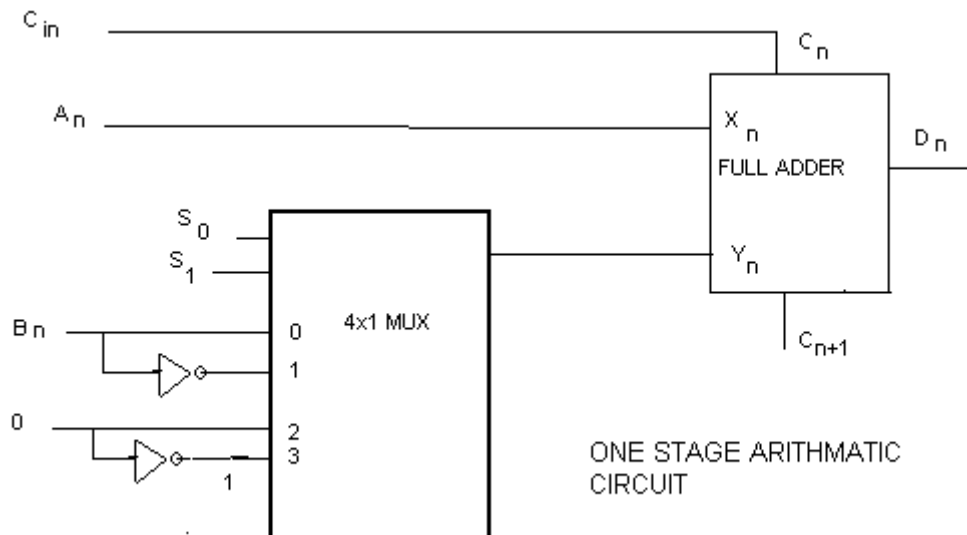 C in
C n
A n
X n
D n
FULL ADDER
S 0
S 1
Y n
B n
0
4x1 MUX
1
C n+1
0
2
3
1
ONE STAGE ARITHMATIC
CIRCUIT